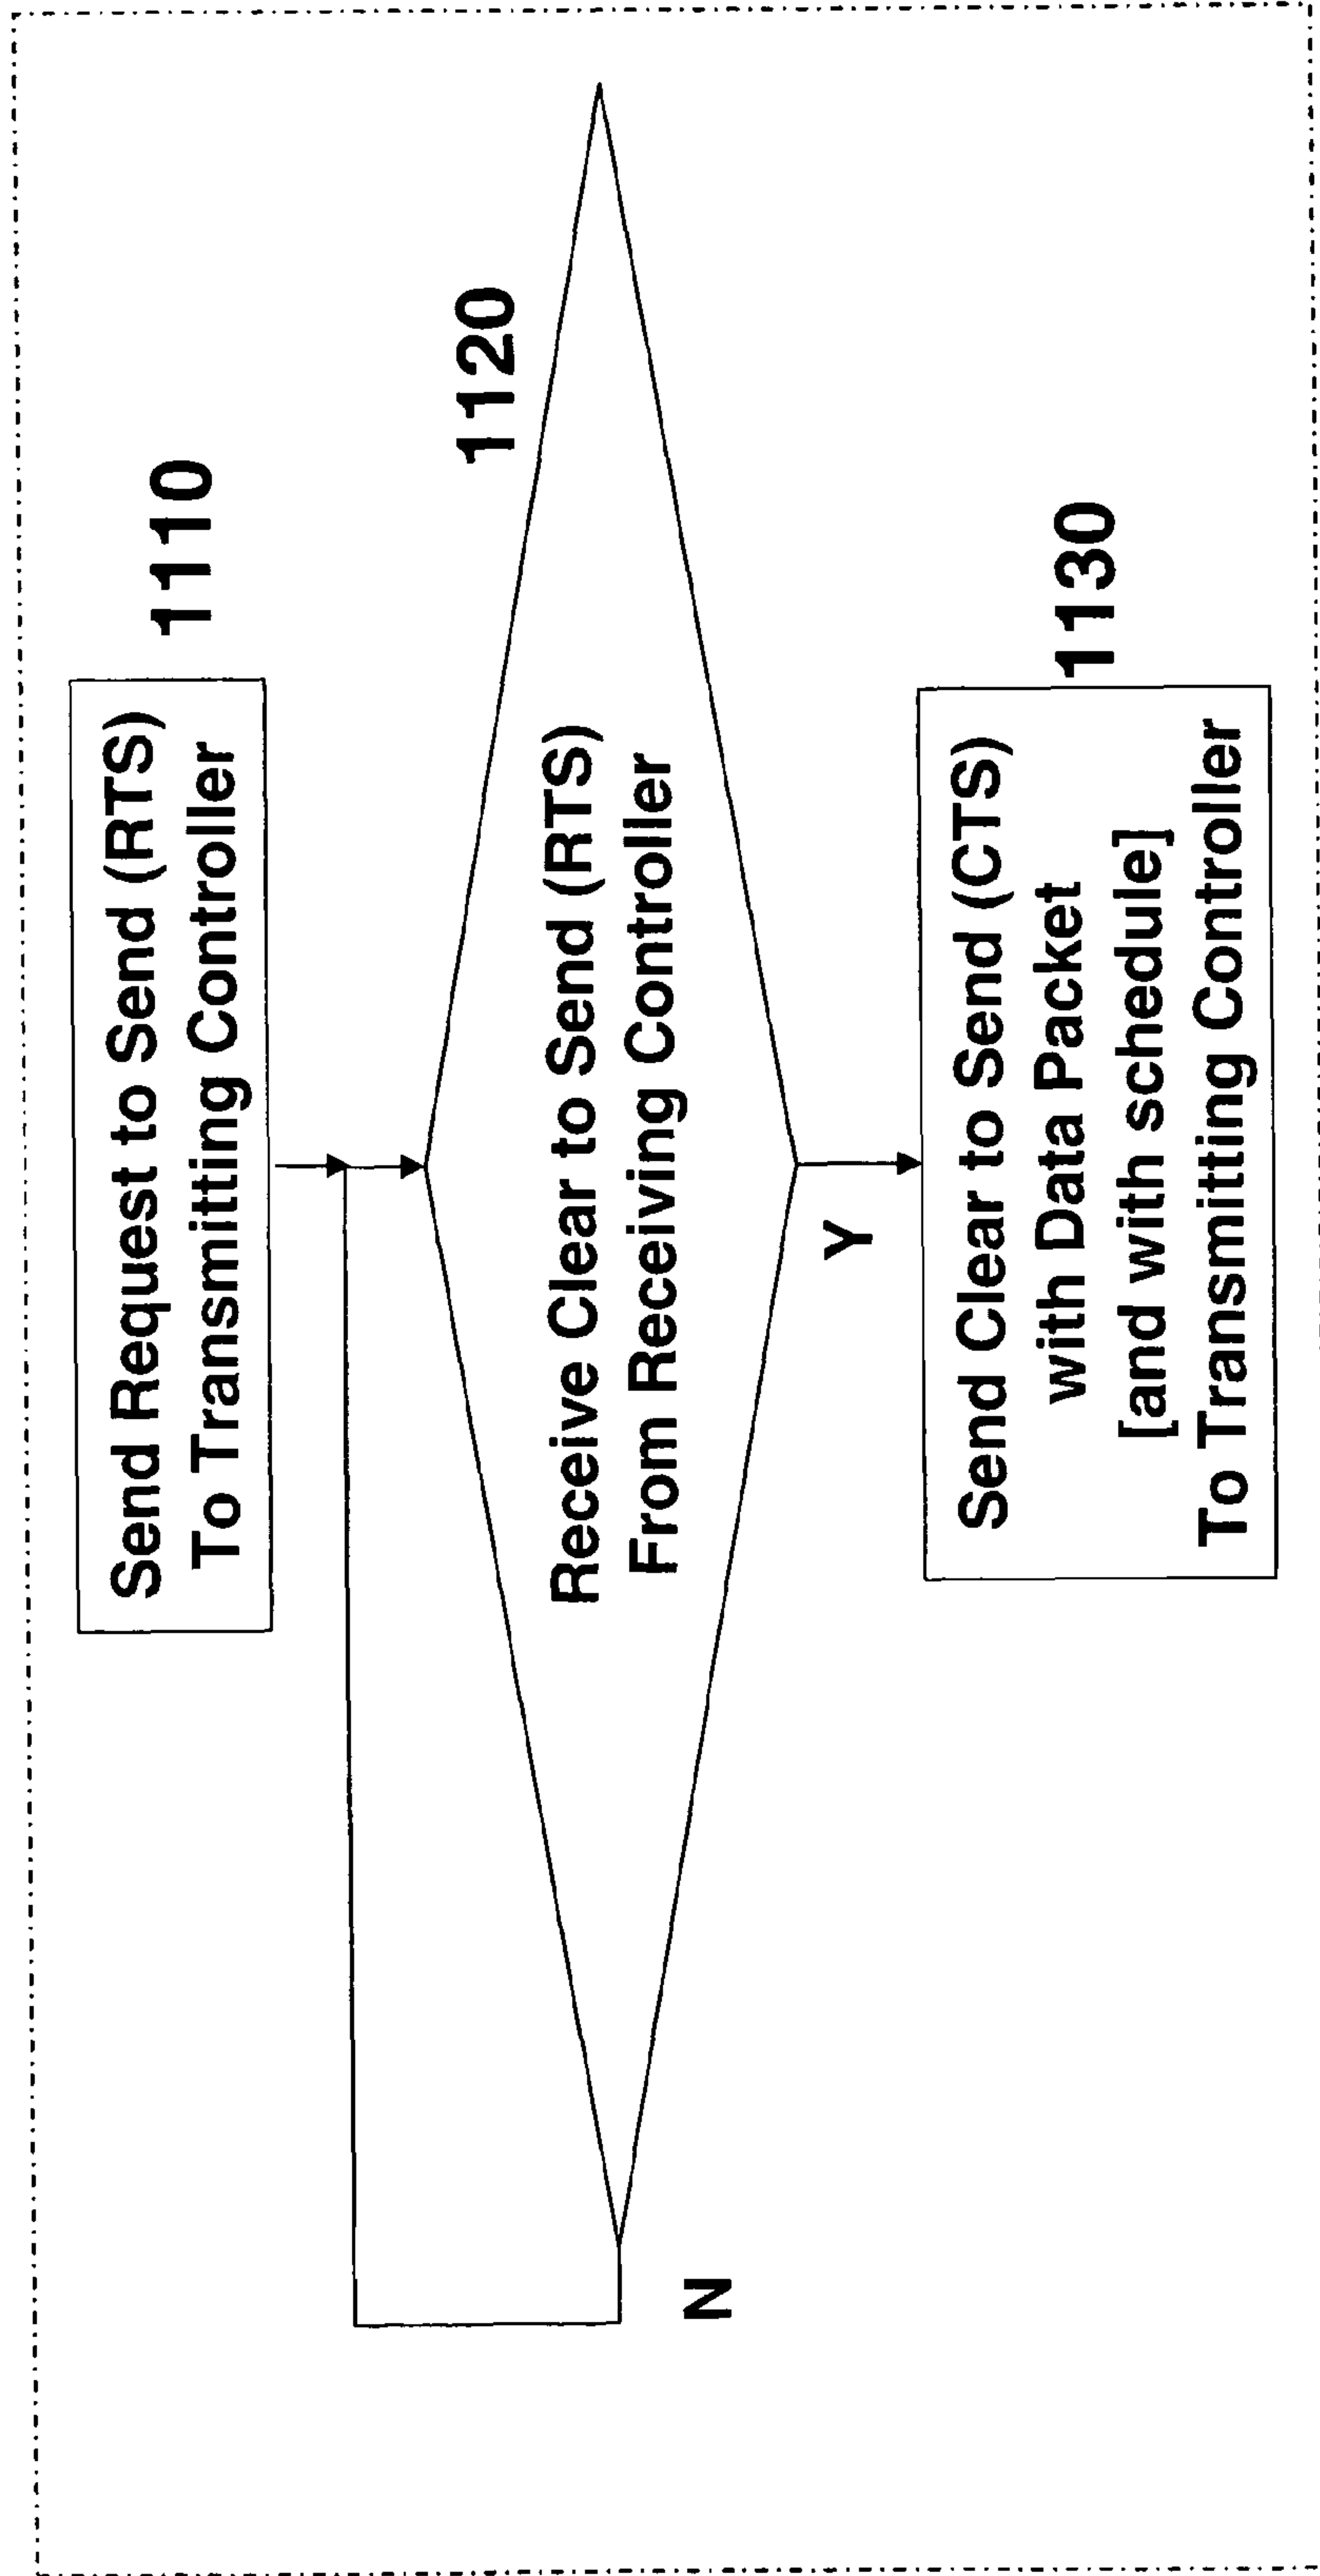 Send Request to Send (RTS)
To Transmitting Controller
1110
1120
Receive Clear to Send (RTS)
From Receiving Controller
N
Y
Send Clear to Send (CTS)
with Data Packet
[and with schedule]
To Transmitting Controller
1130